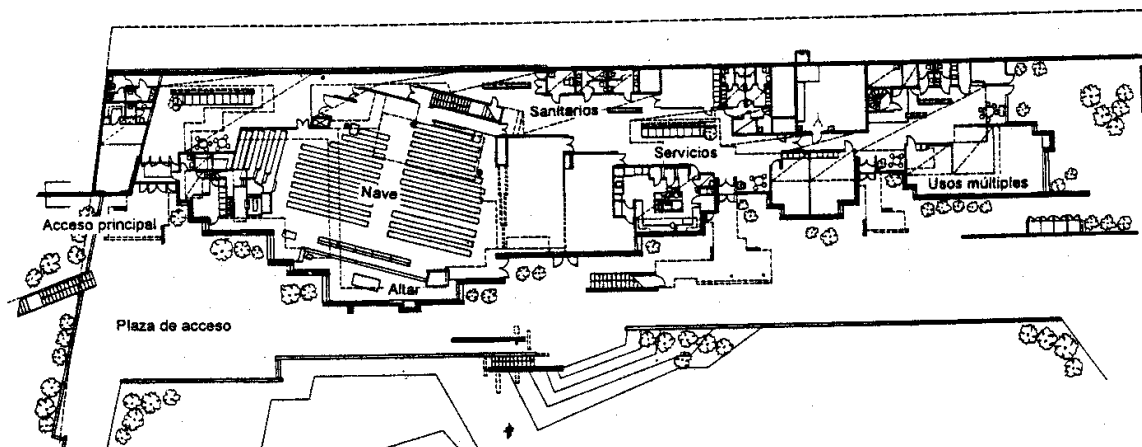 Sanitarios
Servicios
Nave
Usos múltiples
Acceso principal
Altar
Plaza de acceso